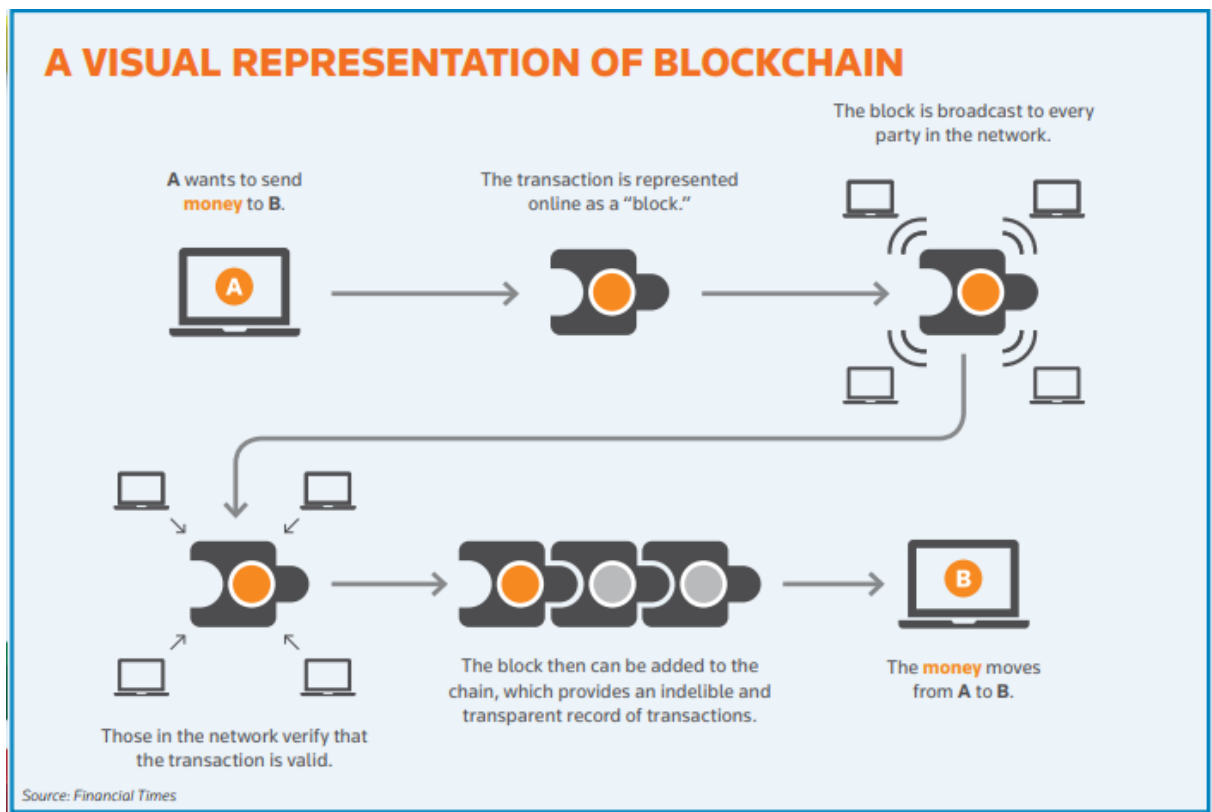 A VISUAL REPRESENTATION OF BLOCKCHAIN
A wants to send
money to B.
A
The transaction is represented
online as a “block.”
The block is broadcast to every
party in the network.
Those in the network verify that
the transaction is valid.
The block then can be added to the
chain, which provides an indelible and
transparent record of transactions.
B
The money moves
from A to B.
Source: Financial Times